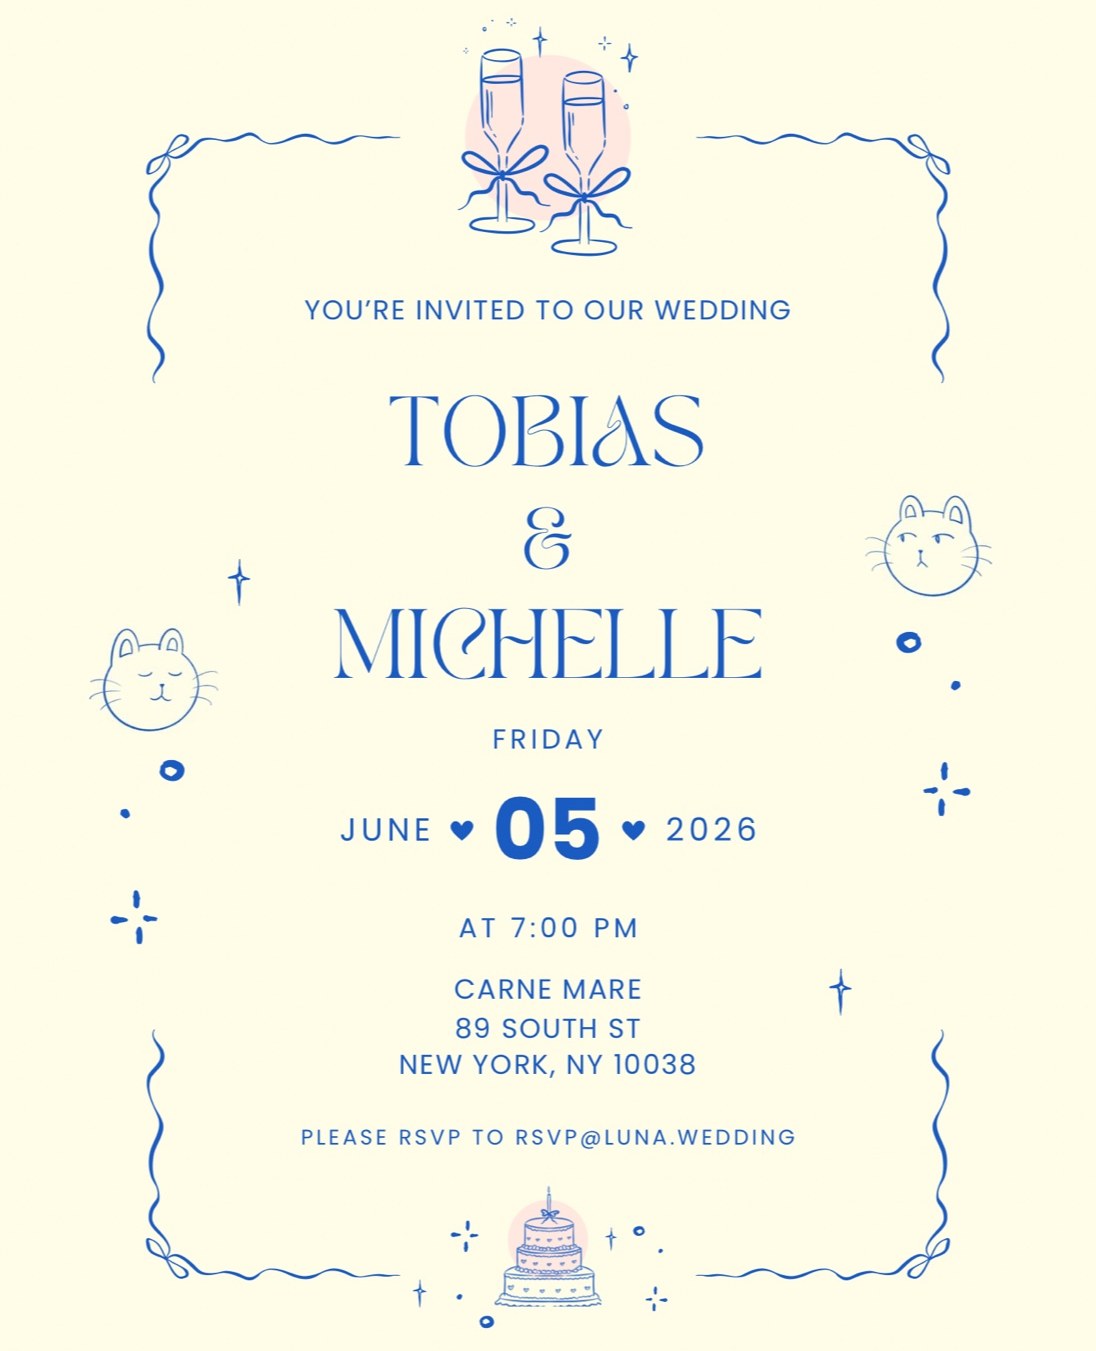 YOU'RE INVITED TO OUR WEDDING
TOBIAS
&
MICHELLE
FRIDAY
JUNE ♥ 05 ♥ 2026
AT 7:00 PM
CARNE MARE
89 SOUTH ST
NEW YORK, NY 10038
PLEASE RSVP TO RSVP@LUNA.WEDDING